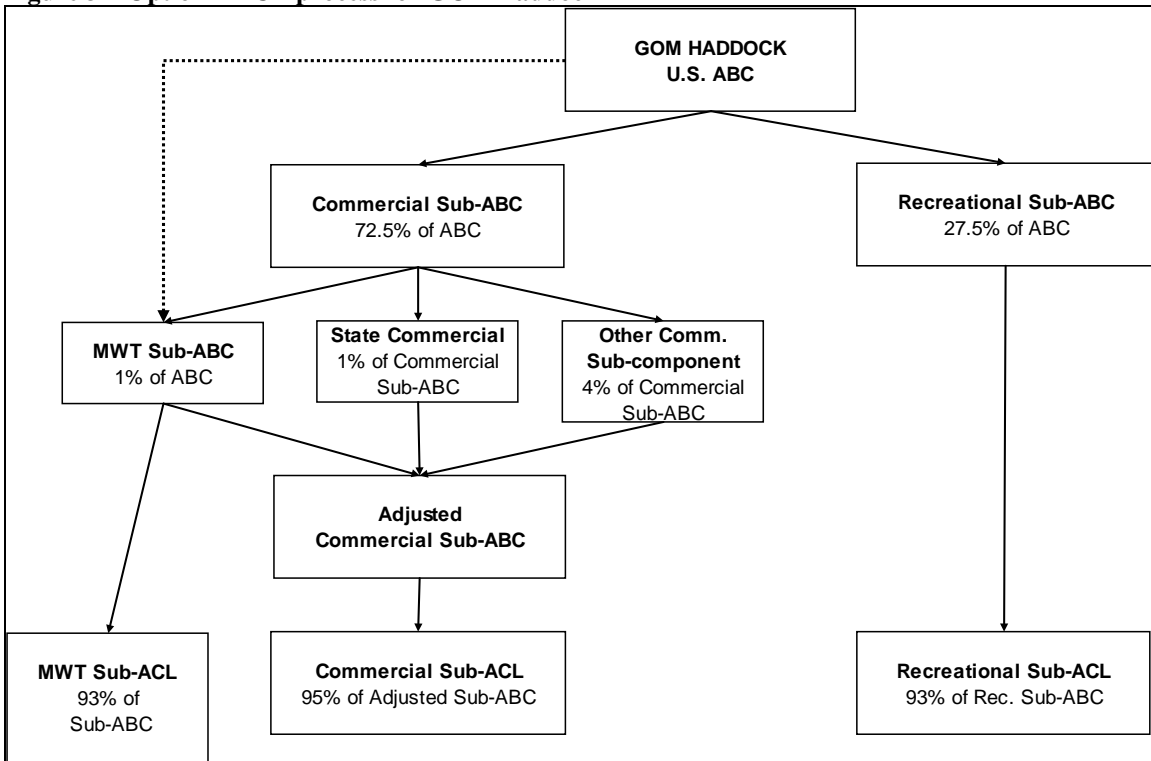 GOM HADDOCK
U.S. ABC
Commercial Sub-ABC
72.5% of ABC
Recreational Sub-ABC
27.5% of ABC
MWT Sub-ABC
1% of ABC
State Commercial
1% of Commercial
Sub-ABC
Other Comm.
Sub-component
4% of Commercial
Sub-ABC
Adjusted
Commercial Sub-ABC
MWT Sub-ACL
93% of
Sub-ABC
Commercial Sub-ACL
95% of Adjusted Sub-ABC
Recreational Sub-ACL
93% of Rec. Sub-ABC